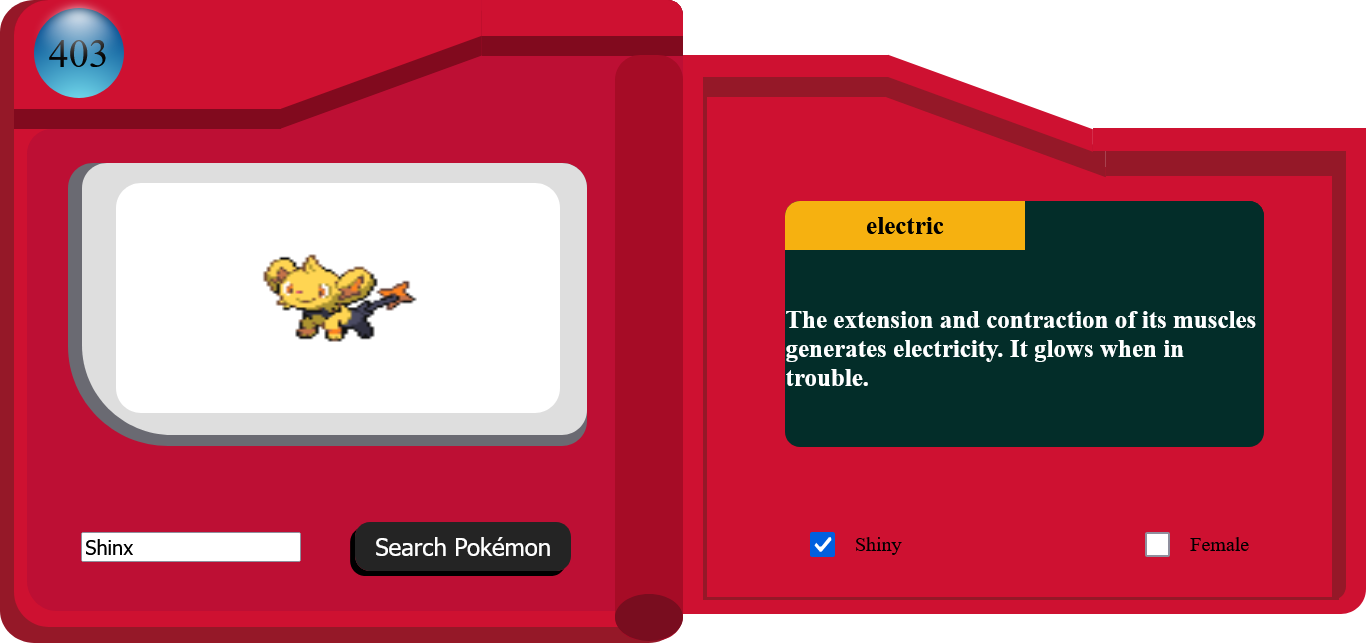 403
electric
The extension and contraction of its muscles
generates electricity. It glows when in
trouble.
Shinx
Search Pokémon
Shiny
Female